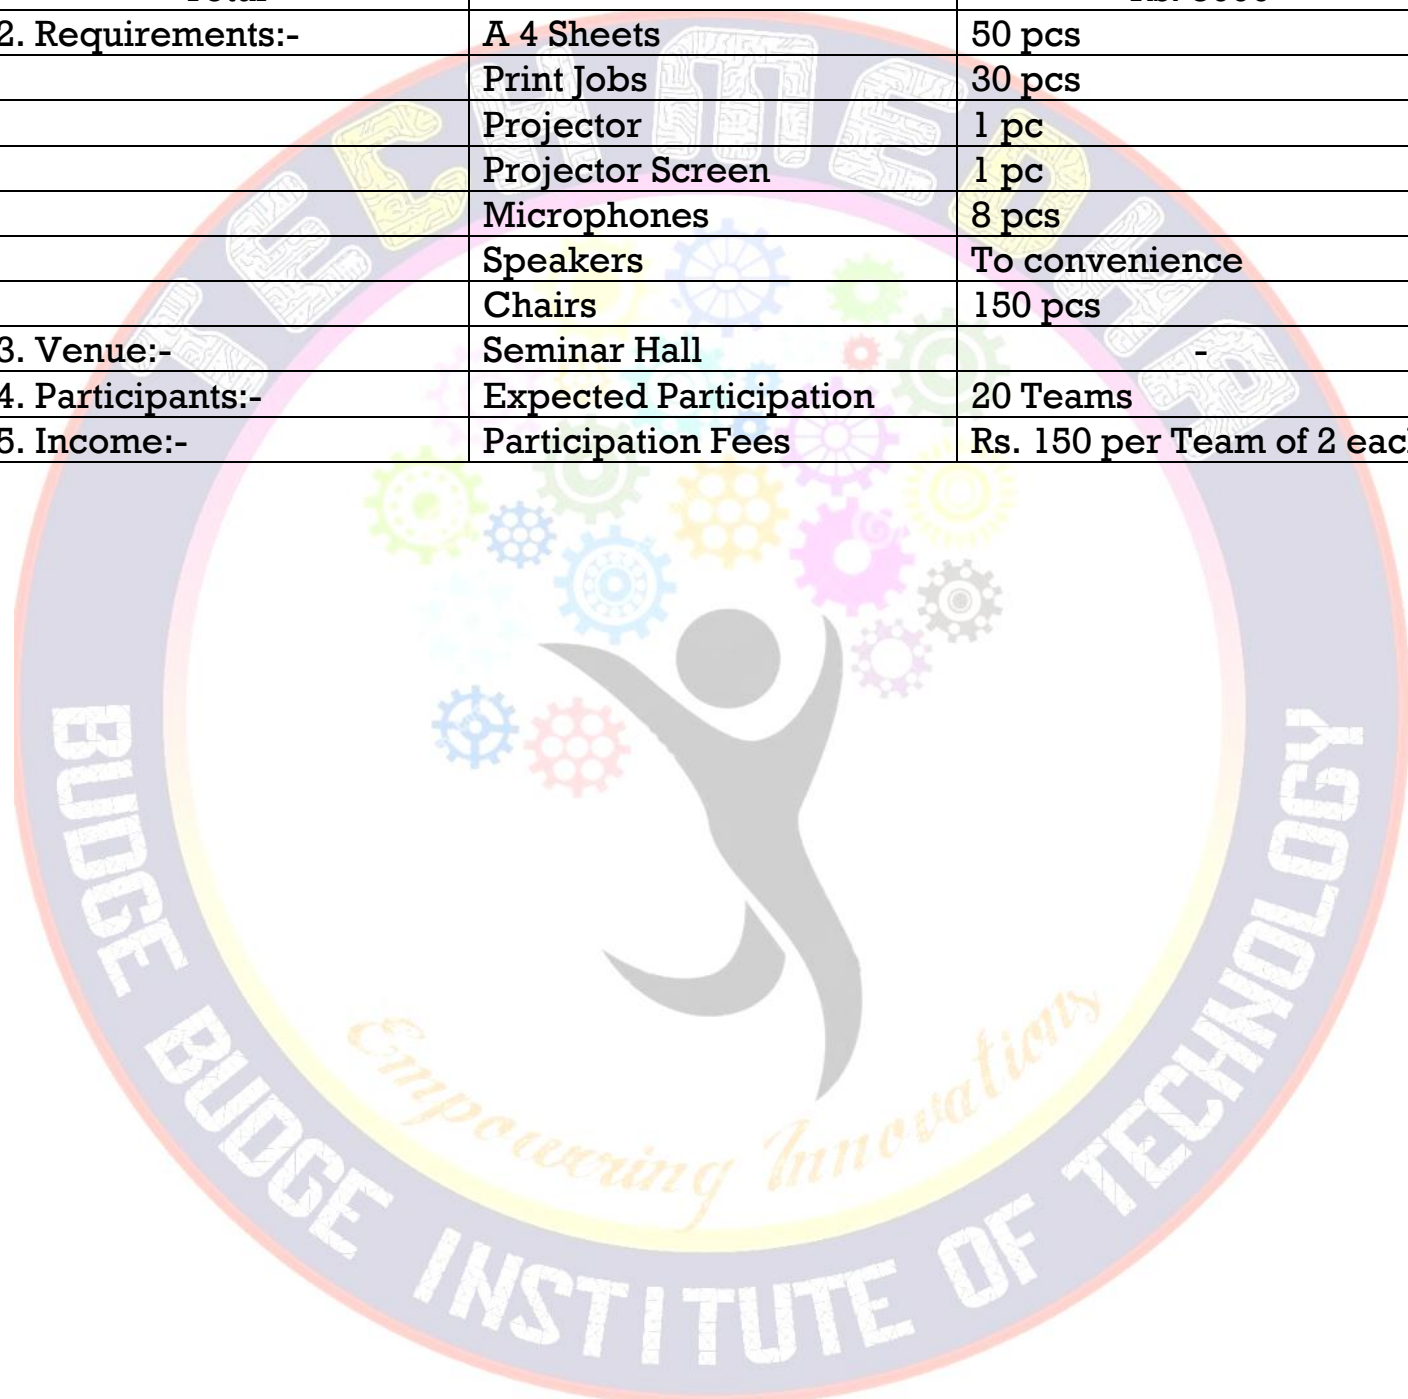 2. Requirements:- A 4 Sheets 50 pcs
Print Jobs 30 pcs
Projector 1 pc
Projector Screen 1 pc
Microphones 8 pcs
Speakers To convenience
Chairs 150 pcs
3. Venue:- Seminar Hall -
4. Participants:- Expected Participation 20 Teams
5. Income:- Participation Fees Rs. 150 per Team of 2 each
TECHMEDHA
Empowering Innovations
BUDGE BUDGE INSTITUTE OF TECHNOLOGY